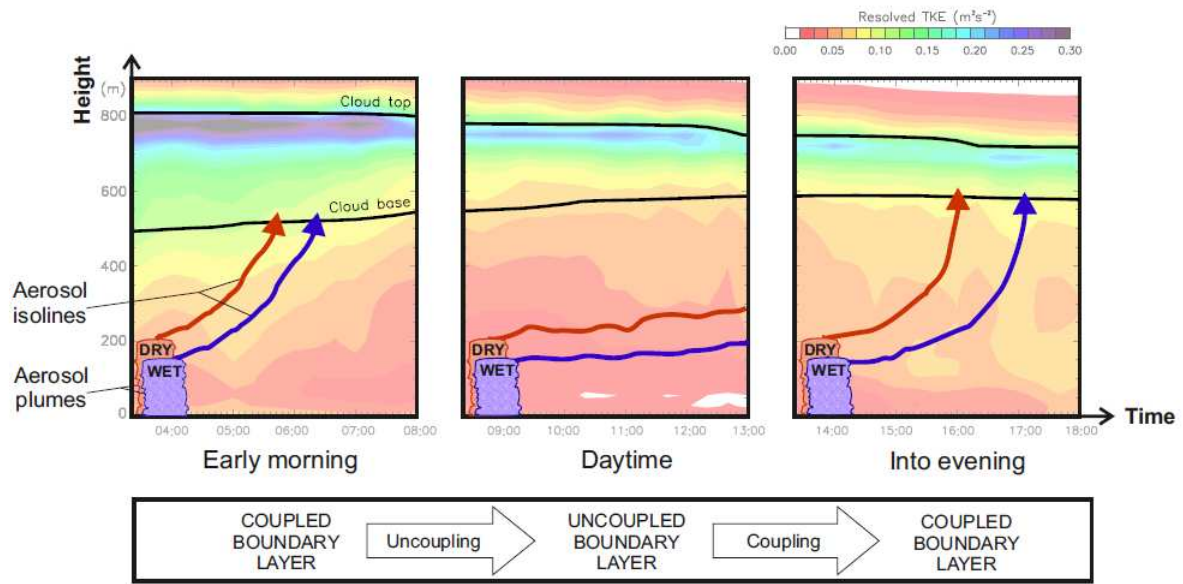 Resolved TKE (m²s⁻²)
0.00 0.05 0.10 0.15 0.20 0.25 0.30
Height
(m)
800
600
400
200
0
Cloud top
Cloud base
Aerosol
isolines
Aerosol
plumes
DRY
WET
DRY
WET
DRY
WET
04:00 05:00 06:00 07:00 08:00
09:00 10:00 11:00 12:00 13:00
14:00 15:00 16:00 17:00 18:00
Time
Early morning
Daytime
Into evening
COUPLED
BOUNDARY
LAYER
Uncoupling
UNCOUPLED
BOUNDARY
LAYER
Coupling
COUPLED
BOUNDARY
LAYER